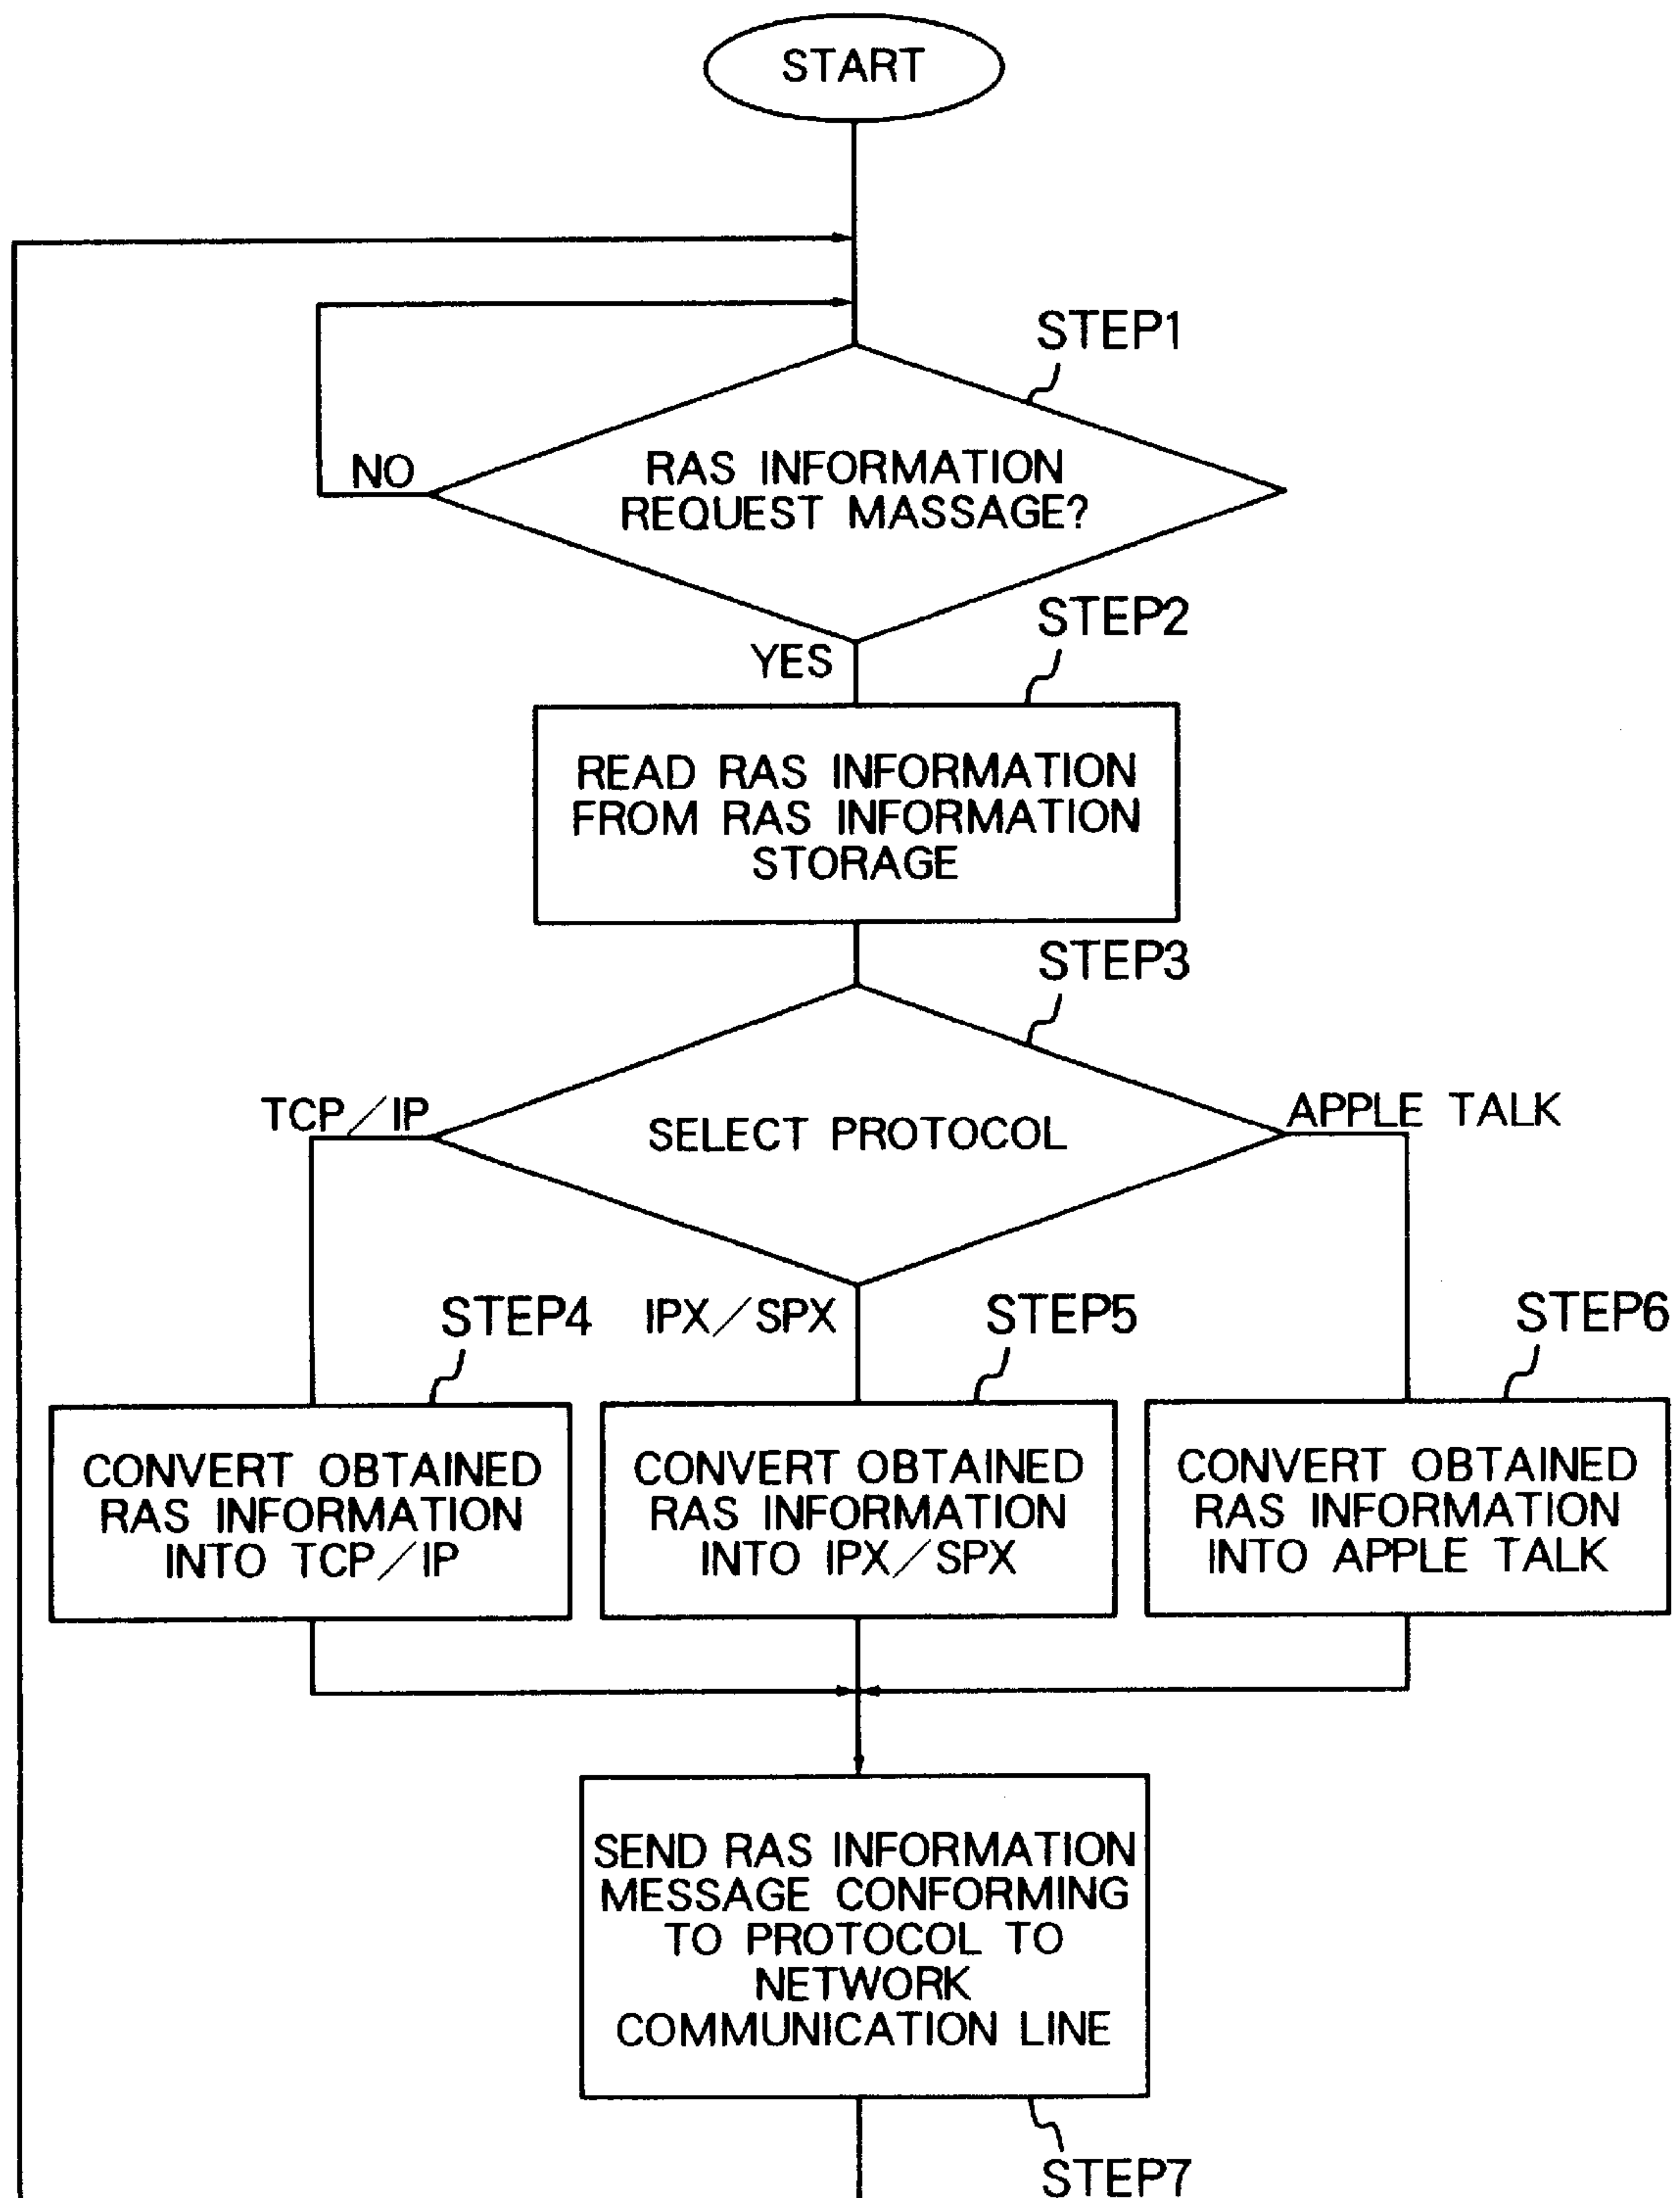 START
STEP1
NO
RAS INFORMATION
REQUEST MASSAGE?
STEP2
YES
READ RAS INFORMATION
FROM RAS INFORMATION
STORAGE
STEP3
TCP/IP
SELECT PROTOCOL
APPLE TALK
STEP4
IPX/SPX
STEP5
STEP6
CONVERT OBTAINED
RAS INFORMATION
INTO TCP/IP
CONVERT OBTAINED
RAS INFORMATION
INTO IPX/SPX
CONVERT OBTAINED
RAS INFORMATION
INTO APPLE TALK
SEND RAS INFORMATION
MESSAGE CONFORMING
TO PROTOCOL TO
NETWORK
COMMUNICATION LINE
STEP7